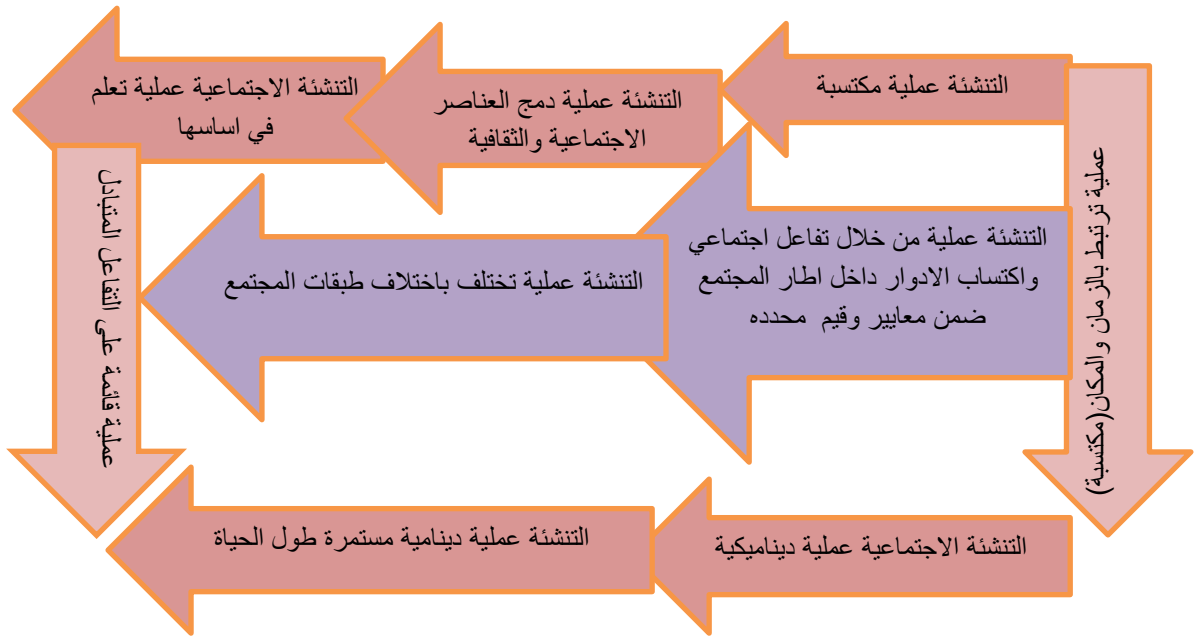 التنشئة عملية مكتسبة
التنشئة عملية دمج العناصر
الاجتماعية والثقافية
التنشئة الاجتماعية عملية تعلم
في اساسها
عملية ترتبط بالزمان والمكان(مكتسبة)
التنشئة عملية من خلال تفاعل اجتماعي
واكتساب الادوار داخل اطار المجتمع
ضمن معايير وقيم محدده
التنشئة عملية تختلف باختلاف طبقات المجتمع
عملية قائمة على التفاعل المتبادل
التنشئة الاجتماعية عملية ديناميكية
التنشئة عملية دينامية مستمرة طول الحياة